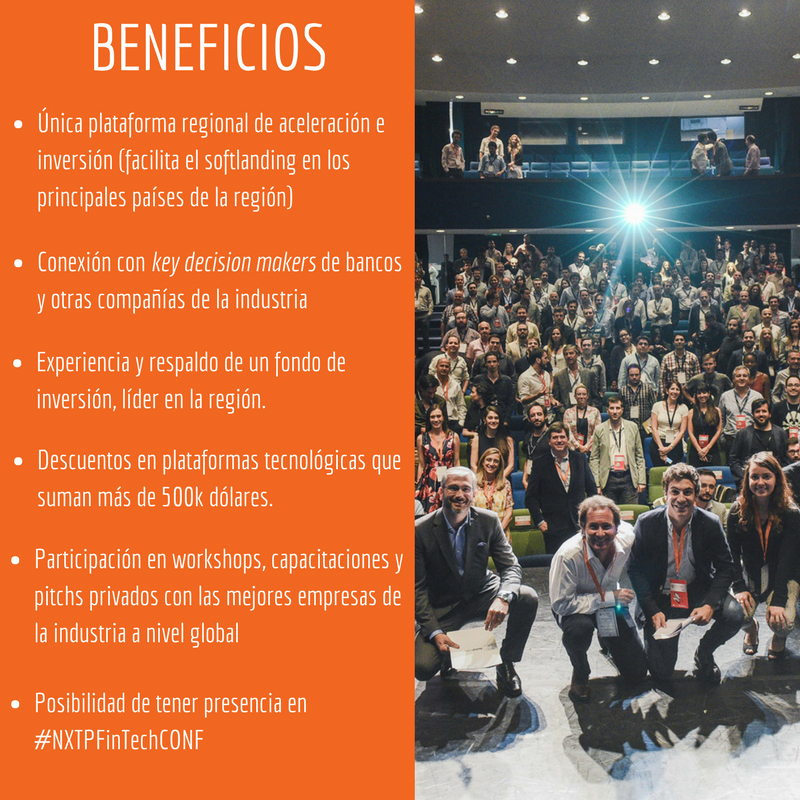 BENEFICIOS
• Única plataforma regional de aceleración e
inversión (facilita el softlanding en los
principales países de la región)
• Conexión con key decision makers de bancos
y otras compañías de la industria
• Experiencia y respaldo de un fondo de
inversión, líder en la región.
• Descuentos en plataformas tecnológicas que
suman más de 500k dólares.
• Participación en workshops, capacitaciones y
pitchs privados con las mejores empresas de
la industria a nivel global
• Posibilidad de tener presencia en
#NXTPFinTechCONF